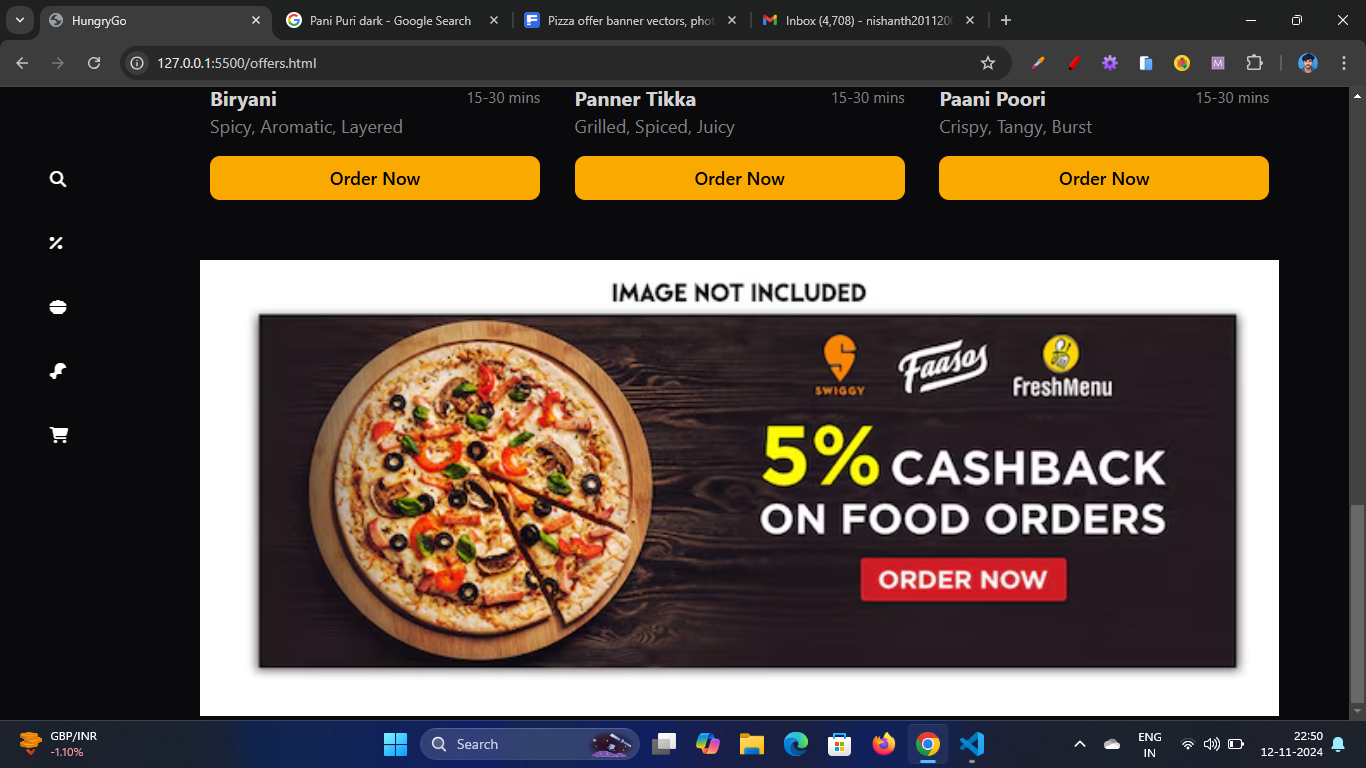 HungryGo
Pani Puri dark - Google Search
Pizza offer banner vectors, pho
Inbox (4,708) - nishanth201120
127.0.0.1:5500/offers.html
Biryani 15-30 mins
Spicy, Aromatic, Layered
Order Now
Panner Tikka 15-30 mins
Grilled, Spiced, Juicy
Order Now
Paani Poori 15-30 mins
Crispy, Tangy, Burst
Order Now
IMAGE NOT INCLUDED
SWIGGY
Faasos
FreshMenu
5% CASHBACK
ON FOOD ORDERS
ORDER NOW
GBP/INR
-1.10%
Search
ENG
IN
22:50
12-11-2024